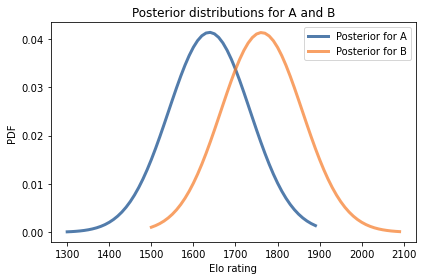 Posterior distributions for A and B
Posterior for A
Posterior for B
PDF
0.04
0.03
0.02
0.01
0.00
1300 1400 1500 1600 1700 1800 1900 2000 2100
Elo rating